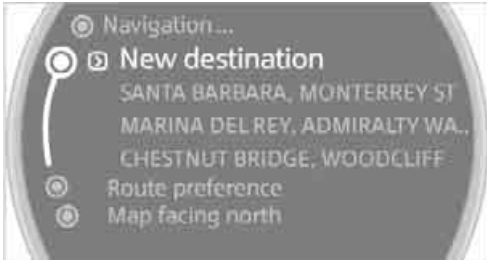 Navigation ...
New destination
SANTA BARBARA, MONTERREY ST
MARINA DEL REY, ADMIRALTY WA..
CHESTNUT BRIDGE, WOODCLIFF
Route preference
Map facing north